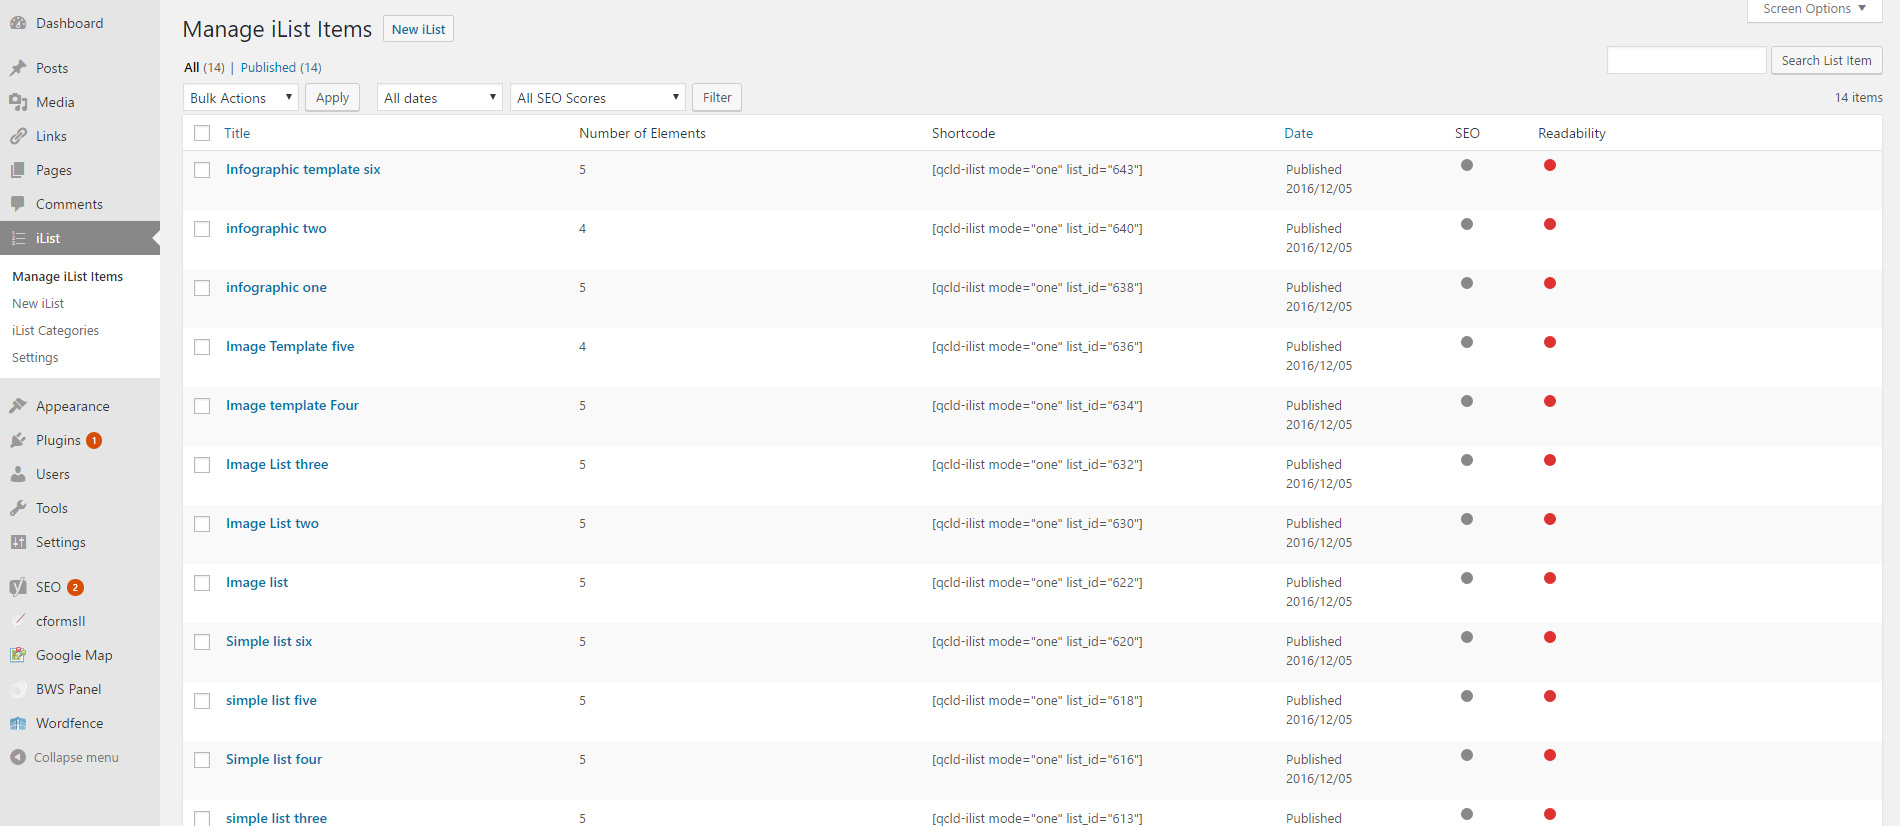 Dashboard
Posts
Media
Links
Pages
Comments
iList
Manage iList Items
New iList
iList Categories
Settings
Appearance
Plugins 1
Users
Tools
Settings
SEO 2
cformsII
Google Map
BWS Panel
Wordfence
Collapse menu
Screen Options
Manage iList Items New iList
All (14) | Published (14)
Search List Item
Bulk Actions Apply All dates All SEO Scores Filter
14 items
Title Number of Elements Shortcode Date SEO Readability
Infographic template six 5 [qcld-ilist mode="one" list_id="643"] Published
2016/12/05
infographic two 4 [qcld-ilist mode="one" list_id="640"] Published
2016/12/05
infographic one 5 [qcld-ilist mode="one" list_id="638"] Published
2016/12/05
Image Template five 4 [qcld-ilist mode="one" list_id="636"] Published
2016/12/05
Image template Four 5 [qcld-ilist mode="one" list_id="634"] Published
2016/12/05
Image List three 5 [qcld-ilist mode="one" list_id="632"] Published
2016/12/05
Image List two 5 [qcld-ilist mode="one" list_id="630"] Published
2016/12/05
Image list 5 [qcld-ilist mode="one" list_id="622"] Published
2016/12/05
Simple list six 5 [qcld-ilist mode="one" list_id="620"] Published
2016/12/05
simple list five 5 [qcld-ilist mode="one" list_id="618"] Published
2016/12/05
Simple list four 5 [qcld-ilist mode="one" list_id="616"] Published
2016/12/05
simple list three 5 [qcld-ilist mode="one" list_id="613"] Published